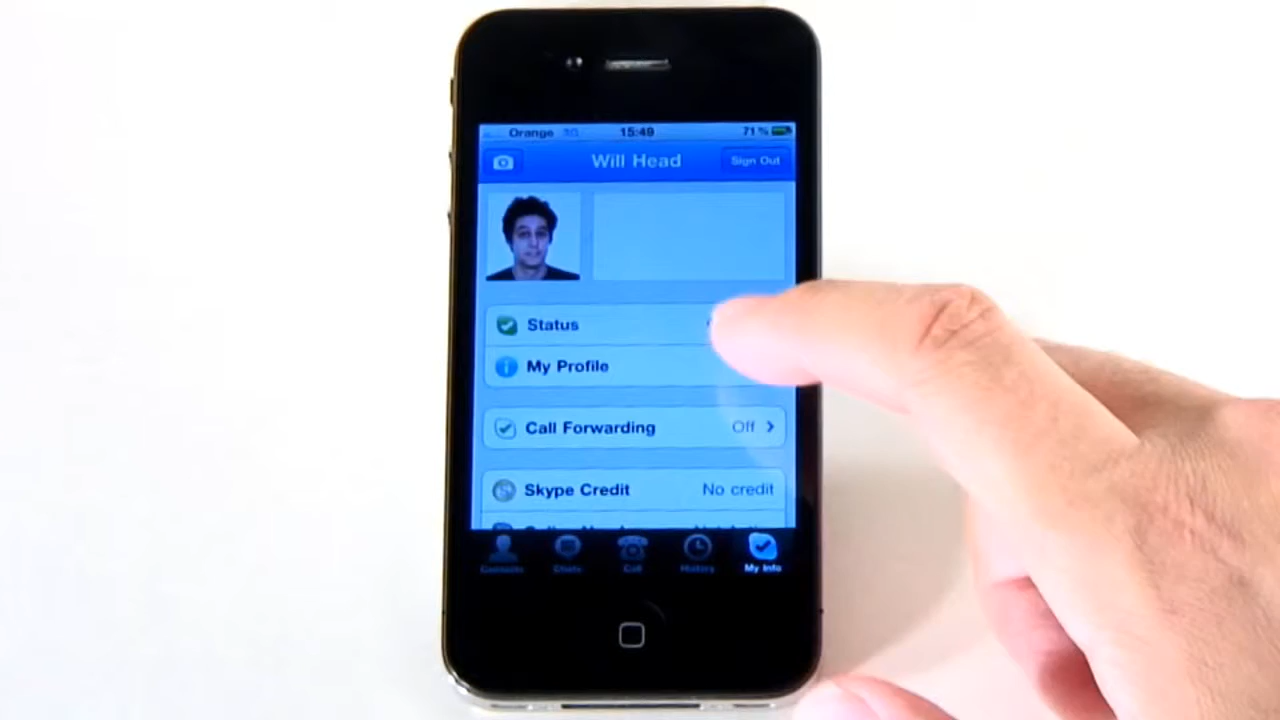 Orange 3G 15:49 71%
Will Head Sign Out
Status
My Profile
Call Forwarding Off
Skype Credit No credit
Contacts Chats Call History My Info